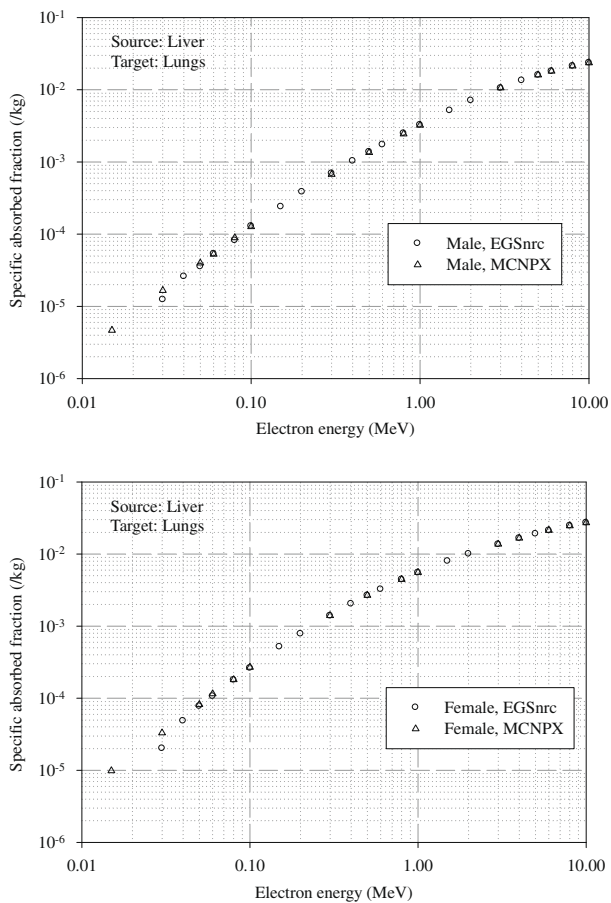 10⁻¹
Source: Liver
Target: Lungs
10⁻²
10⁻³
10⁻⁴
10⁻⁵
10⁻⁶
Specific absorbed fraction (/kg)
Male, EGSnrc
Male, MCNPX
0.01 0.10 1.00 10.00
Electron energy (MeV)
10⁻¹
Source: Liver
Target: Lungs
10⁻²
10⁻³
10⁻⁴
10⁻⁵
10⁻⁶
Specific absorbed fraction (/kg)
Female, EGSnrc
Female, MCNPX
0.01 0.10 1.00 10.00
Electron energy (MeV)